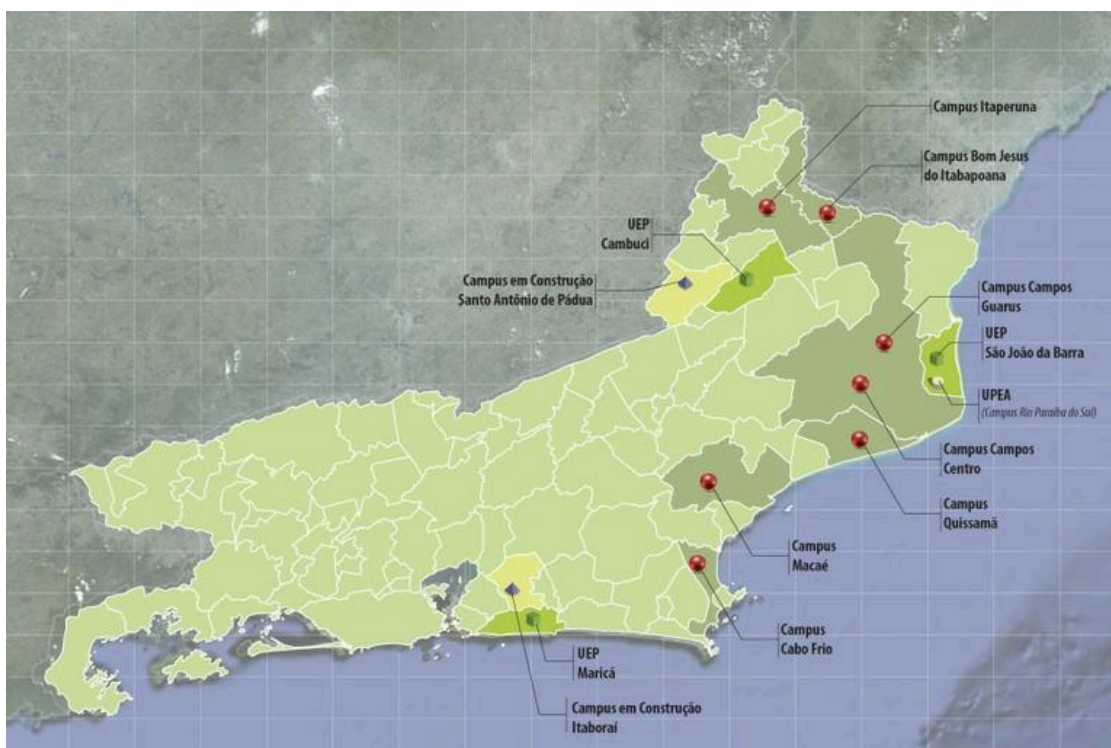 Campus Itaperuna
Campus Bom Jesus
do Itabapoana
UEP
Cambuci
Campus em Construção
Santo Antônio de Pádua
Campus Campos
Guarus
UEP
São João da Barra
UPEA
(Campus Rio Paraíba do Sul)
Campus Campos
Centro
Campus
Quissamã
Campus
Macaé
Campus
Cabo Frio
UEP
Maricá
Campus em Construção
Itaboraí